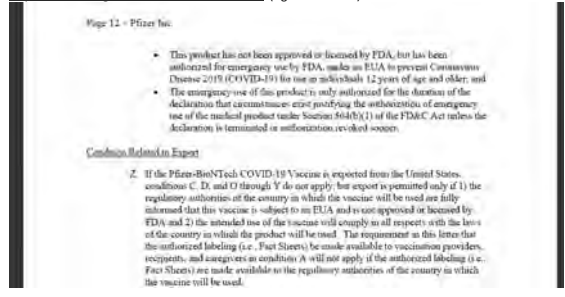 Page 12 – Pfizer Inc.
• This product has not been approved or licensed by FDA, but has been
authorized for emergency use by FDA, under an EUA to prevent Coronavirus
Disease 2019 (COVID-19) for use in individuals 12 years of age and older; and
• The emergency use of this product is only authorized for the duration of the
declaration that circumstances exist justifying the authorization of emergency
use of the medical product under Section 564(b)(1) of the FD&C Act unless the
declaration is terminated or authorization revoked sooner.
Condition Related to Export
Z. If the Pfizer-BioNTech COVID-19 Vaccine is exported from the United States,
conditions C, D, and O through Y do not apply, but export is permitted only if 1) the
regulatory authorities of the country in which the vaccine will be used are fully
informed that this vaccine is subject to an EUA and is not approved or licensed by
FDA and 2) the intended use of the vaccine will comply in all respects with the laws
of the country in which the product will be used. The requirement in this letter that
the authorized labeling (i.e., Fact Sheets) be made available to vaccination providers,
recipients, and caregivers in condition A will not apply if the authorized labeling (i.e.,
Fact Sheets) are made available to the regulatory authorities of the country in which
the vaccine will be used.